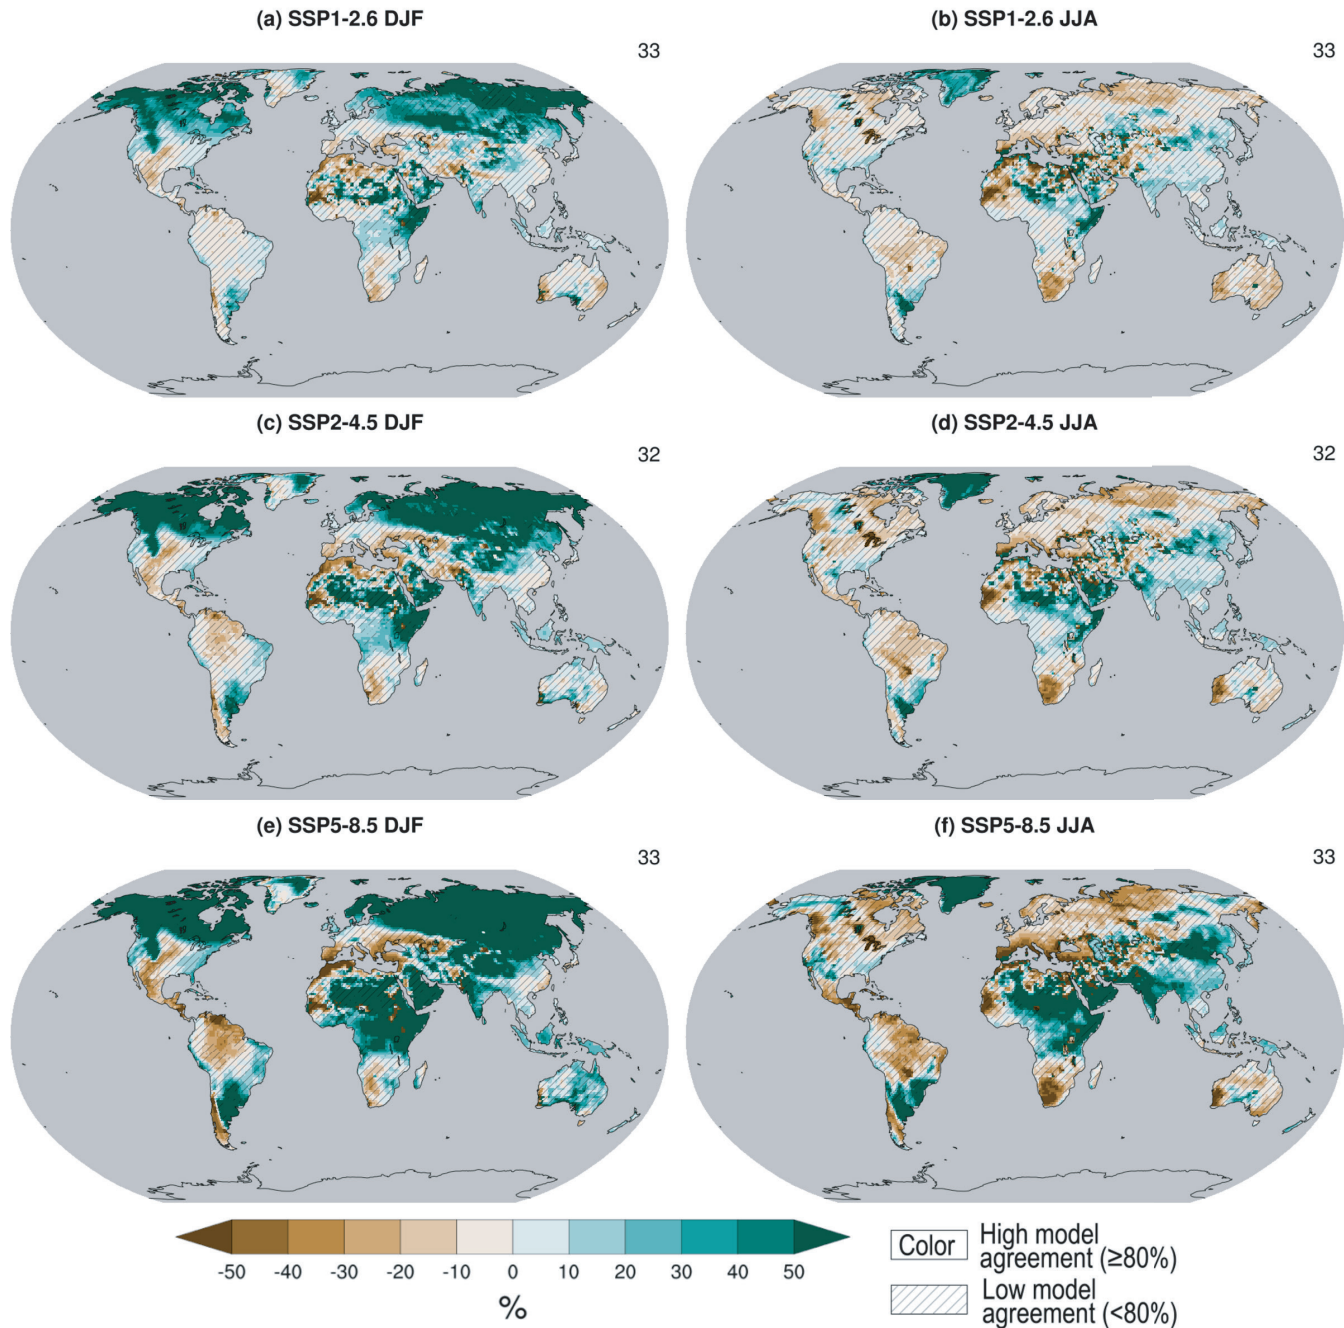 (a) SSP1-2.6 DJF
(b) SSP1-2.6 JJA
33
33
(c) SSP2-4.5 DJF
(d) SSP2-4.5 JJA
32
32
(e) SSP5-8.5 DJF
(f) SSP5-8.5 JJA
33
33
-50 -40 -30 -20 -10 0 10 20 30 40 50
%
Color
High model
agreement (≥80%)
Low model
agreement (<80%)